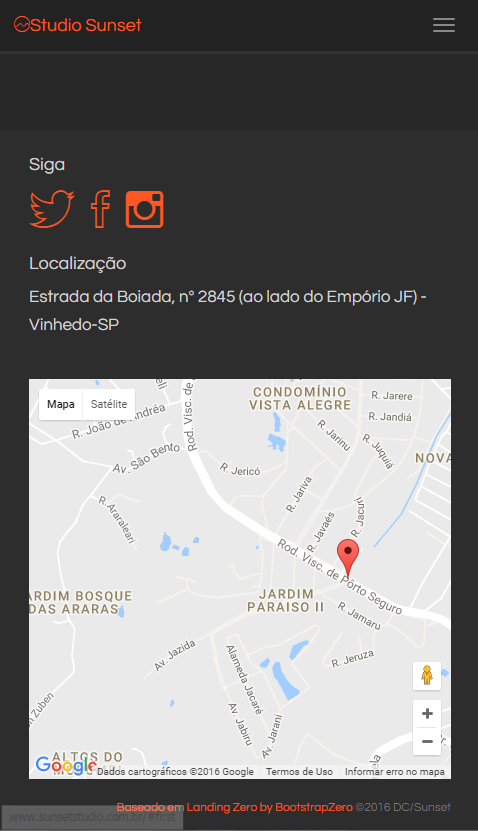 Studio Sunset
Siga
Localização
Estrada da Boiada, n° 2845 (ao lado do Empório JF) -
Vinhedo-SP
Mapa
Satélite
CONDOMÍNIO
VISTA ALEGRE
R. Jarere
R. Jandiá
R. João de Andréa
Rod. Visc. de
R. Jarinu
R. Juquiá
NOVA
Av. São Bento
R. Jericó
R. Jariva
R. Javaés
R. Jacuí
R. Araralean
Rod. Visc. de Pôrto Seguro
JARDIM
PARAISO II
R. Jamaru
ARDIM BOSQUE
DAS ARARAS
Av. Jazida
R. Jeruza
Alameda Jacaré
Zuben
Av. Jabiru
Av. Jarani
ALTOS DO
Google
Dados cartográficos ©2016 Google
Termos de Uso
Informar erro no mapa
Baseado em Landing Zero by BootstrapZero ©2016 DC/Sunset
www.sunsetstudio.com.br/#first